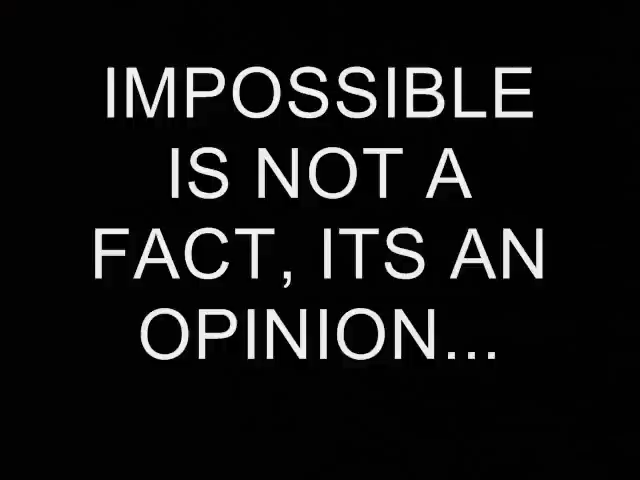 IMPOSSIBLE
IS NOT A
FACT, ITS AN
OPINION...